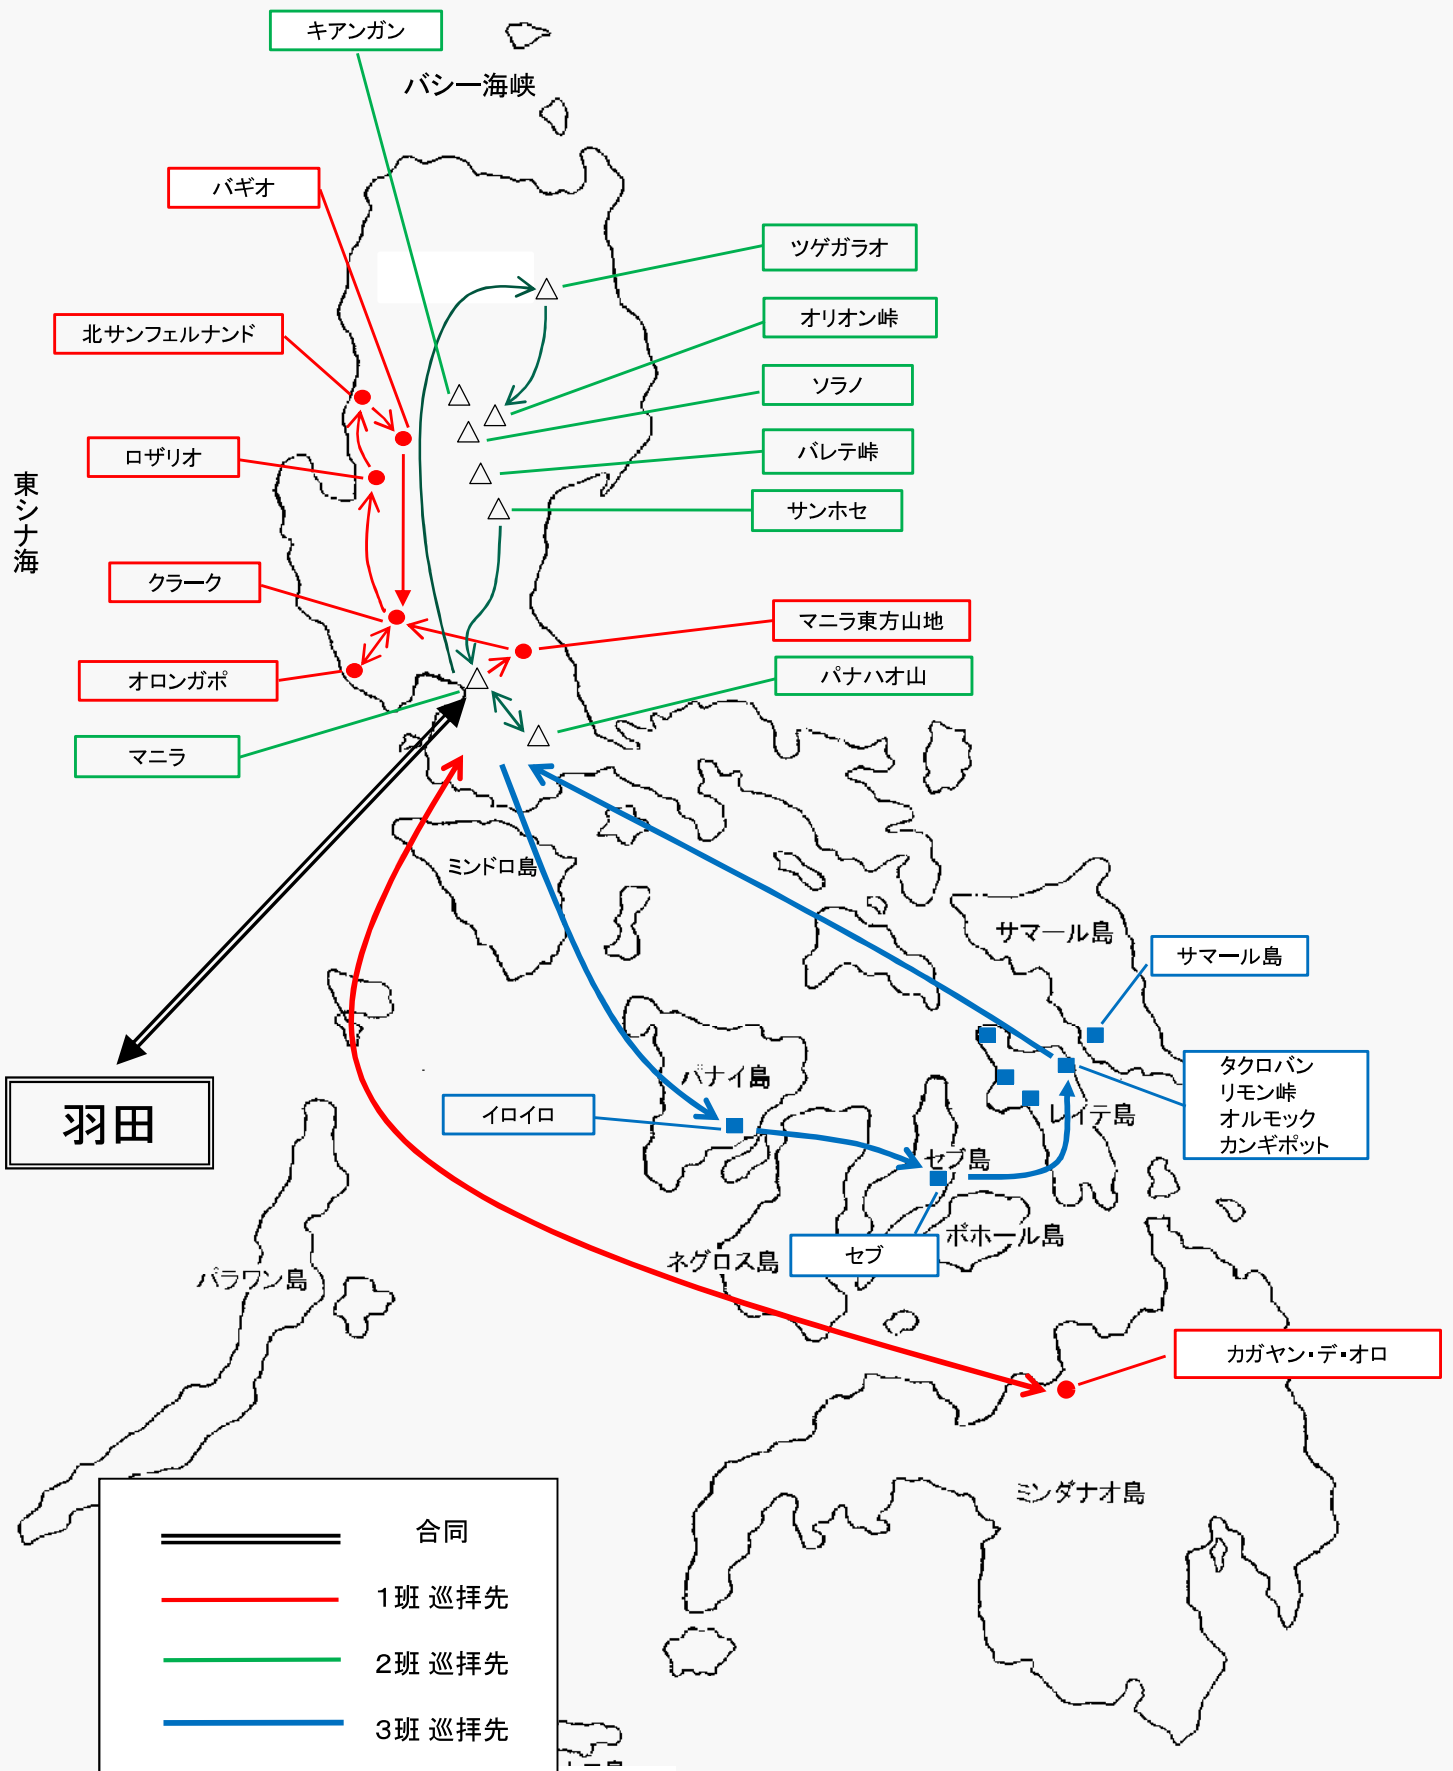 キアンガン
バシー海峡
バギオ
ツゲガラオ
オリオン峠
北サンフェルナンド
ソラノ
バレテ峠
ロザリオ
東シナ海
サンホセ
クラーク
マニラ東方山地
オロンガポ
パナハオ山
マニラ
ミンドロ島
サマール島
サマール島
タクロバン
リモン峠
オルモック
カンギポット
パナイ島
イロイロ
レイテ島
羽田
セブ島
ボホール島
セブ
ネグロス島
パラワン島
カガヤン・デ・オロ
ミンダナオ島
合同
1班 巡拝先
2班 巡拝先
3班 巡拝先